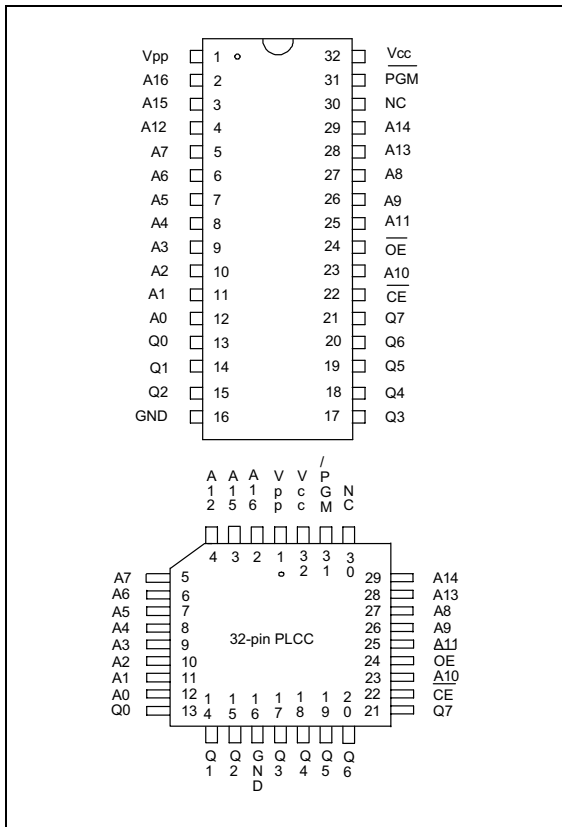 Vpp 1 32 Vcc
A16 2 31 PGM
A15 3 30 NC
A12 4 29 A14
A7 5 28 A13
A6 6 27 A8
A5 7 26 A9
A4 8 25 A11
A3 9 24 OE
A2 10 23 A10
A1 11 22 CE
A0 12 21 Q7
Q0 13 20 Q6
Q1 14 19 Q5
Q2 15 18 Q4
GND 16 17 Q3
A12 A15 A16 Vpp Vcc /PGM NC
4 3 2 1 32 31 30
A7 5 29 A14
A6 6 28 A13
A5 7 27 A8
A4 8 26 A9
A3 9 32-pin PLCC 25 A11
A2 10 24 OE
A1 11 23 A10
A0 12 22 CE
Q0 13 21 Q7
14 15 16 17 18 19 20
Q1 Q2 GND Q3 Q4 Q5 Q6